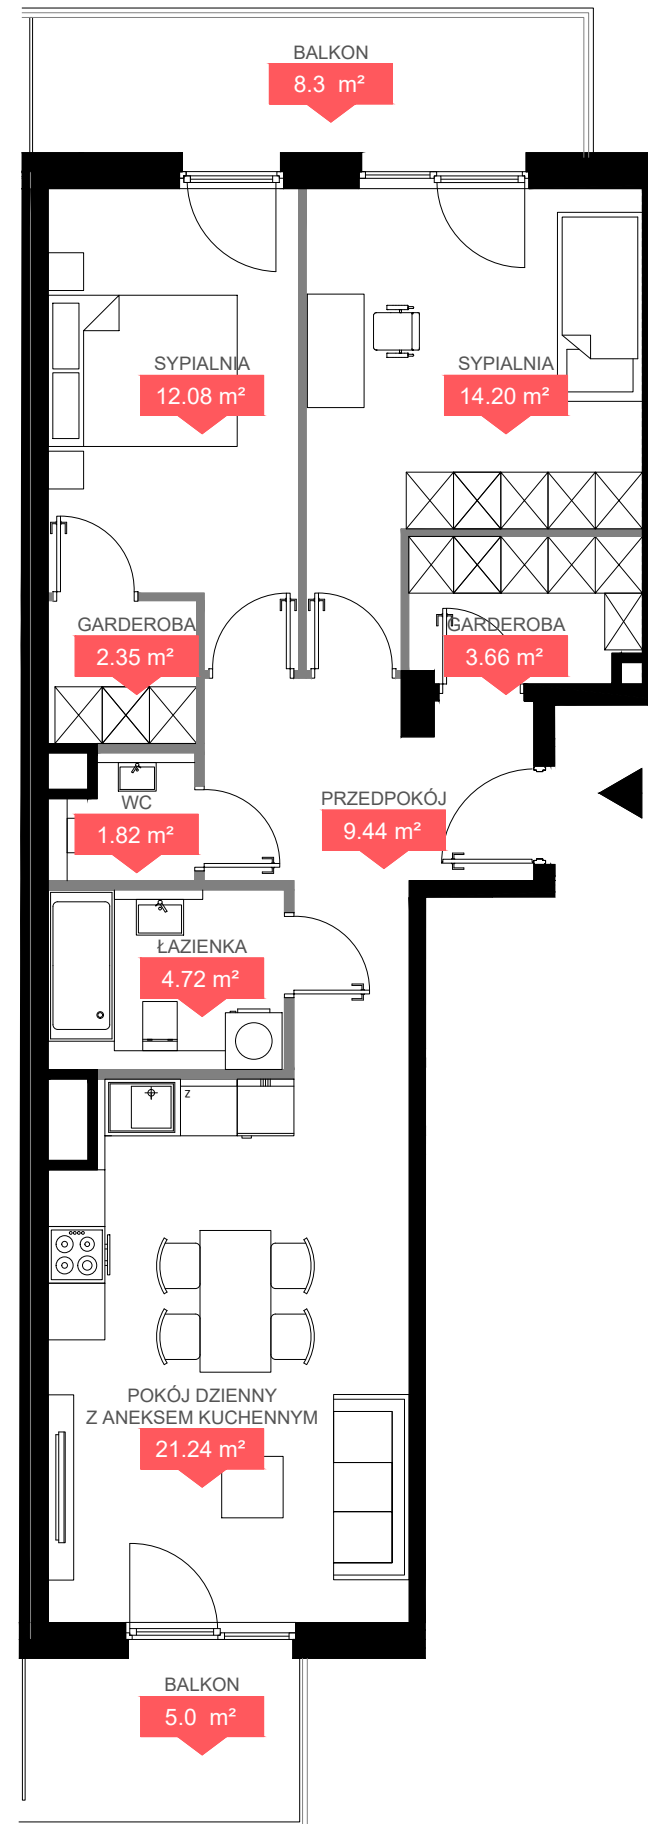 BALKON
8.3 m²
SYPIALNIA
12.08 m²
SYPIALNIA
14.20 m²
GARDEROBA
2.35 m²
GARDEROBA
3.66 m²
WC
1.82 m²
PRZEDPOKÓJ
9.44 m²
ŁAZIENKA
4.72 m²
Z
POKÓJ DZIENNY
Z ANEKSEM KUCHENNYM
21.24 m²
BALKON
5.0 m²